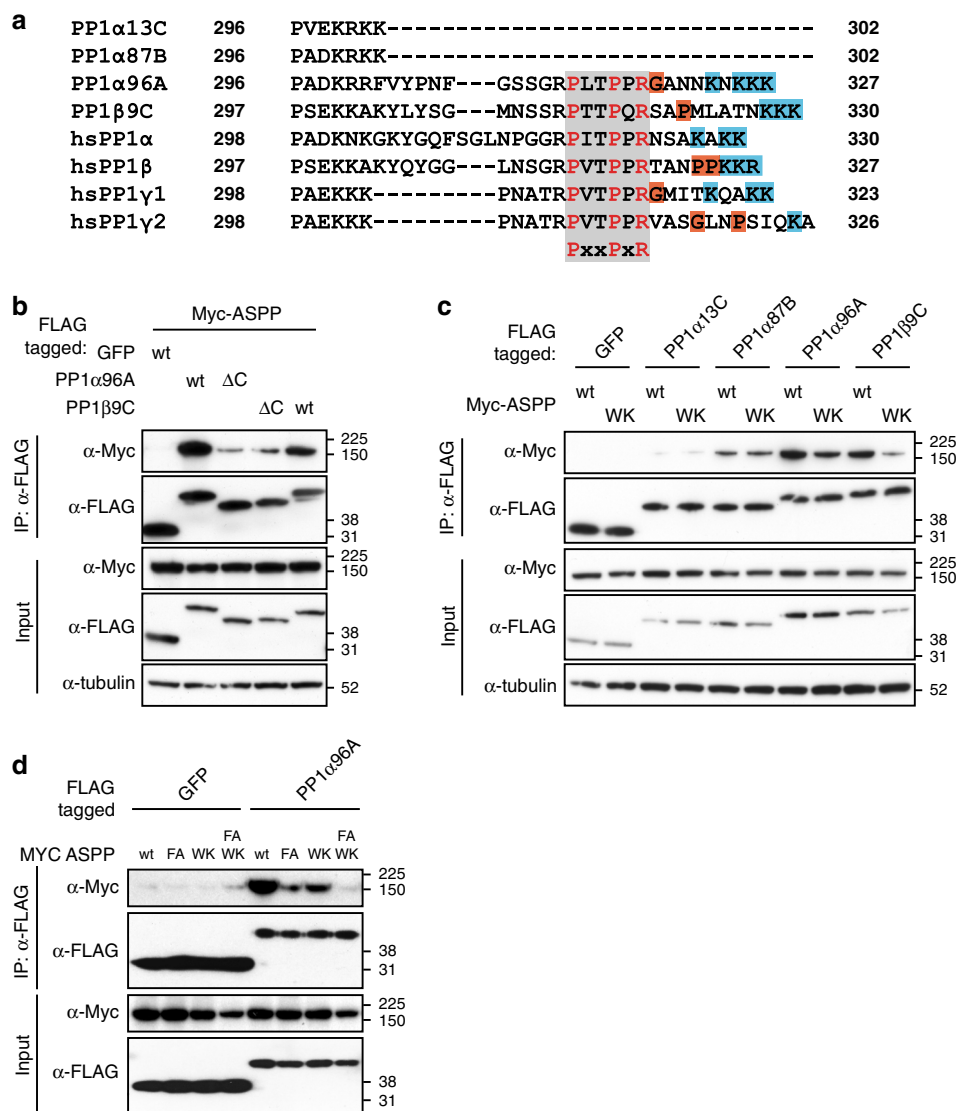 a
PP1α13C 296 PVEKRKK------------------------------- 302
PP1α87B 296 PADKRKK------------------------------- 302
PP1α96A 296 PADKRRFVYPNF---GSSGRPLTPPRGANNKNKKK 327
PP1β9C 297 PSEKKAKYLYSG---MNSSRPTTPQRSAPMLATNKKK 330
hsPP1α 298 PADKNKGKYGQFSGLNPGGRPITPPRNSAKAKK 330
hsPP1β 297 PSEKKAKYQYGG---LNSGRPVTPPRTANPPKKR 327
hsPP1γ1 298 PAEKKK---------PNATRPVTPPRGMITKQAKK 323
hsPP1γ2 298 PAEKKK---------PNATRPVTPPRVASGLNPSIQKA 326
PxxPxR
b
Myc-ASPP
FLAG
tagged:
GFP wt
PP1α96A wt ΔC
PP1β9C ΔC wt
IP: α-FLAG
α-Myc 225
150
α-FLAG 38
31
Input
α-Myc 225
150
α-FLAG 38
31
α-tubulin 52
c
FLAG
tagged:
GFP PP1α13C PP1α87B PP1α96A PP1β9C
Myc-ASPP
wt wt wt wt wt
WK WK WK WK WK
IP: α-FLAG
α-Myc 225
150
α-FLAG 38
31
Input
α-Myc 225
150
α-FLAG 38
31
α-tubulin 52
d
FLAG
tagged
GFP PP1α96A
FA FA
MYC ASPP wt FA WK WK wt FA WK WK
IP: α-FLAG
α-Myc 225
150
α-FLAG 38
31
Input
α-Myc 225
150
α-FLAG 38
31